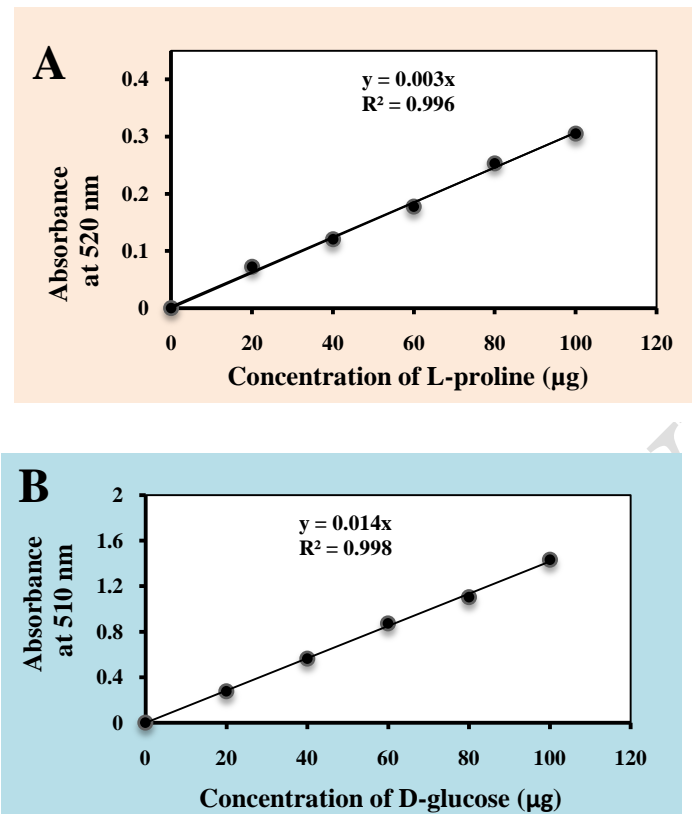 A
y = 0.003x
R² = 0.996
Absorbance
at 520 nm
0.4
0.3
0.2
0.1
0
0 20 40 60 80 100 120
Concentration of L-proline (µg)
B
y = 0.014x
R² = 0.998
Absorbance
at 510 nm
2
1.6
1.2
0.8
0.4
0
0 20 40 60 80 100 120
Concentration of D-glucose (µg)